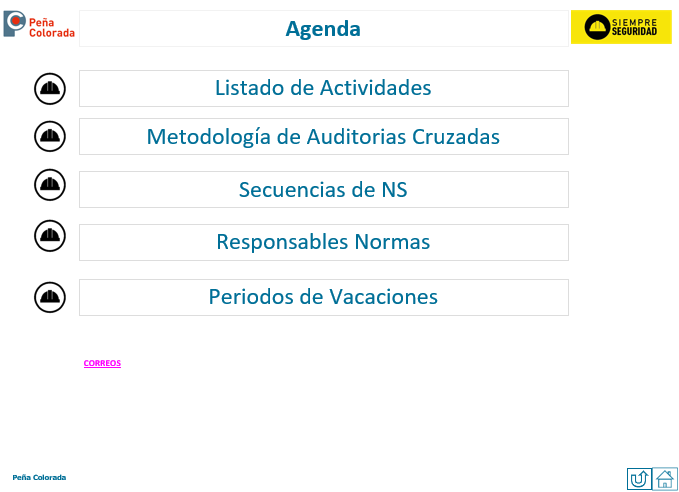 Peña
Colorada
Agenda
SIEMPRE
SEGURIDAD
Listado de Actividades
Metodología de Auditorias Cruzadas
Secuencias de NS
Responsables Normas
Periodos de Vacaciones
CORREOS
Peña Colorada